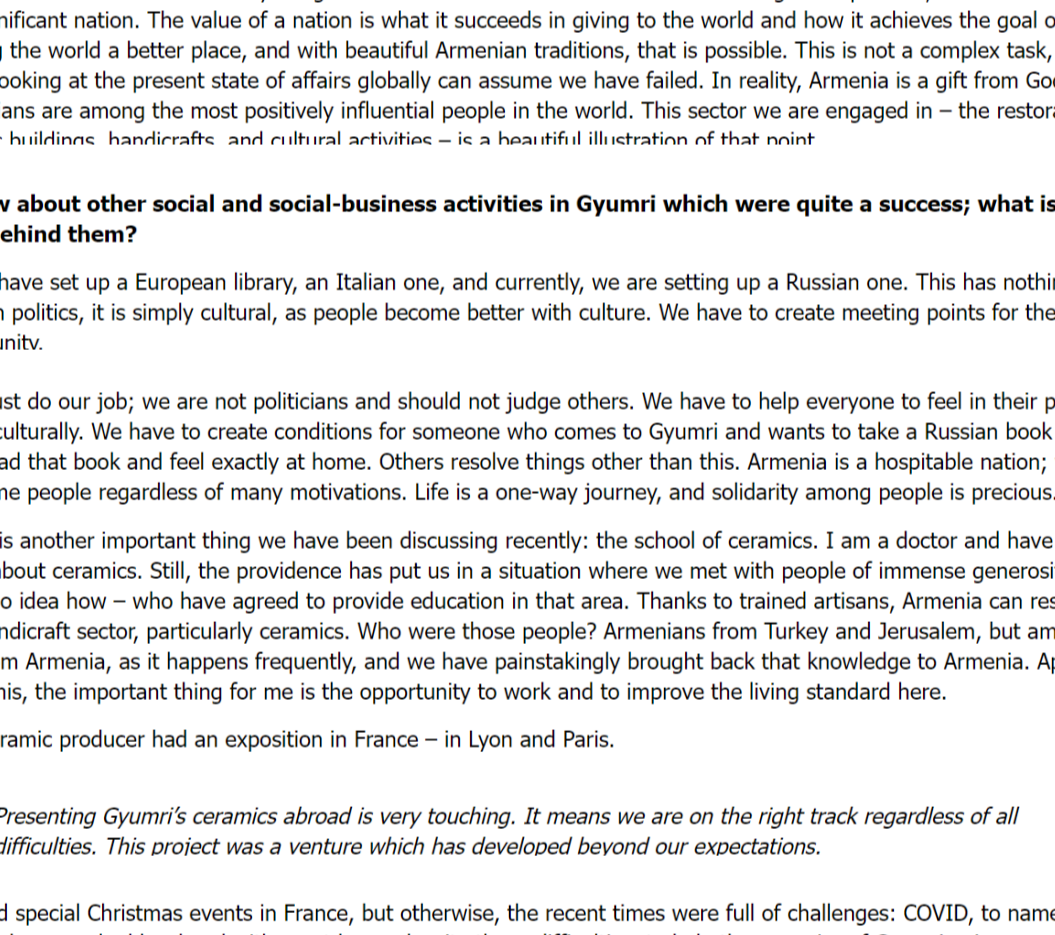 nificant nation. The value of a nation is what it succeeds in giving to the world and how it achieves the goal o
the world a better place, and with beautiful Armenian traditions, that is possible. This is not a complex task,
ooking at the present state of affairs globally can assume we have failed. In reality, Armenia is a gift from Go
ans are among the most positively influential people in the world. This sector we are engaged in – the restor
buildings, handicrafts, and cultural activities – is a beautiful illustration of that point
about other social and social-business activities in Gyumri which were quite a success; what is
ehind them?
have set up a European library, an Italian one, and currently, we are setting up a Russian one. This has nothi
politics, it is simply cultural, as people become better with culture. We have to create meeting points for the
unity.
ust do our job; we are not politicians and should not judge others. We have to help everyone to feel in their p
culturally. We have to create conditions for someone who comes to Gyumri and wants to take a Russian book
ad that book and feel exactly at home. Others resolve things other than this. Armenia is a hospitable nation;
me people regardless of many motivations. Life is a one-way journey, and solidarity among people is precious.
is another important thing we have been discussing recently: the school of ceramics. I am a doctor and have
about ceramics. Still, the providence has put us in a situation where we met with people of immense generosi
o idea how – who have agreed to provide education in that area. Thanks to trained artisans, Armenia can res
ndicraft sector, particularly ceramics. Who were those people? Armenians from Turkey and Jerusalem, but am
m Armenia, as it happens frequently, and we have painstakingly brought back that knowledge to Armenia. Ap
his, the important thing for me is the opportunity to work and to improve the living standard here.
ramic producer had an exposition in France – in Lyon and Paris.
Presenting Gyumri's ceramics abroad is very touching. It means we are on the right track regardless of all
difficulties. This project was a venture which has developed beyond our expectations.
d special Christmas events in France, but otherwise, the recent times were full of challenges: COVID, to name